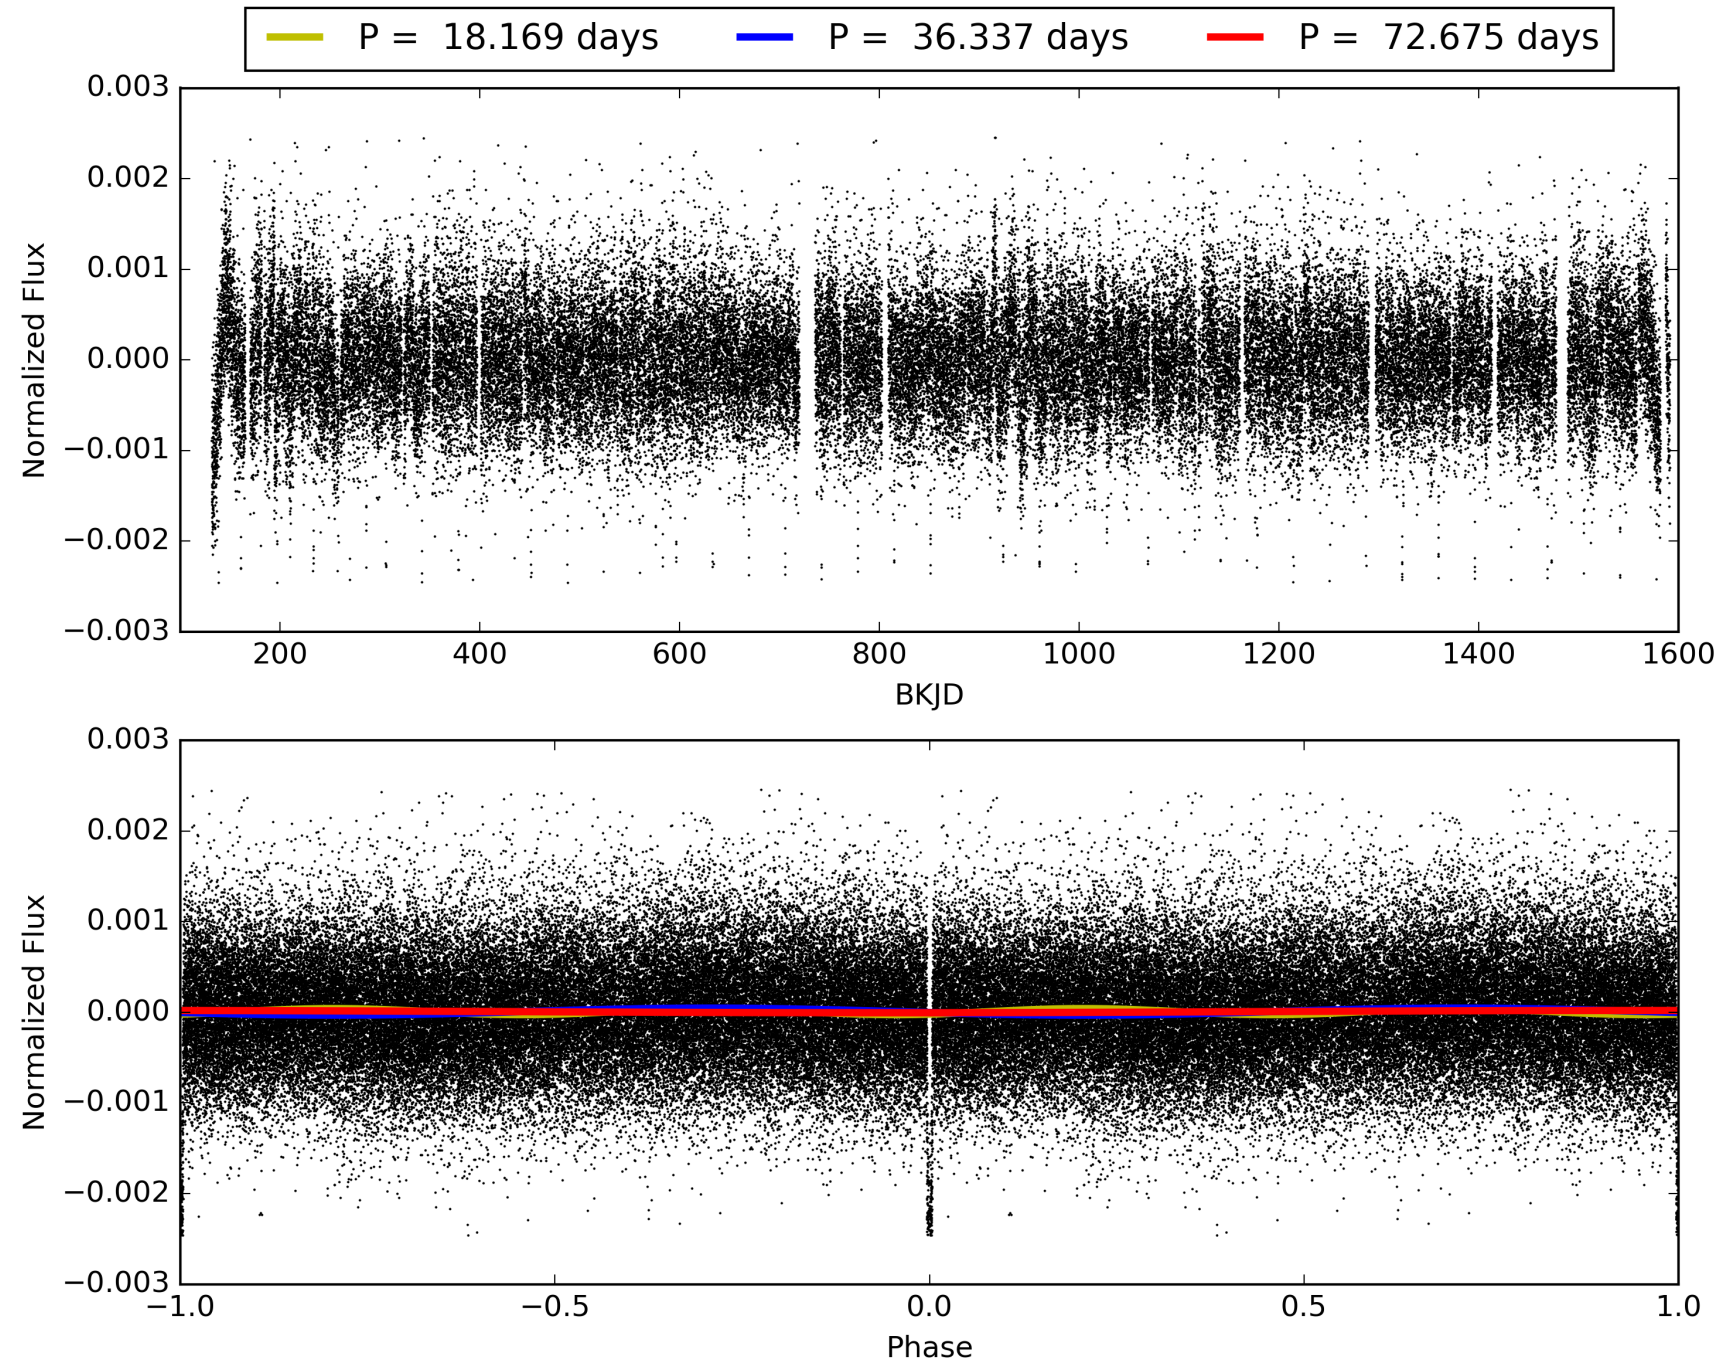 P = 18.169 days P = 36.337 days P = 72.675 days
0.003
0.002
0.001
0.000
−0.001
−0.002
−0.003
Normalized Flux
200 400 600 800 1000 1200 1400 1600
BKJD
0.003
0.002
0.001
0.000
−0.001
−0.002
−0.003
Normalized Flux
−1.0 −0.5 0.0 0.5 1.0
Phase